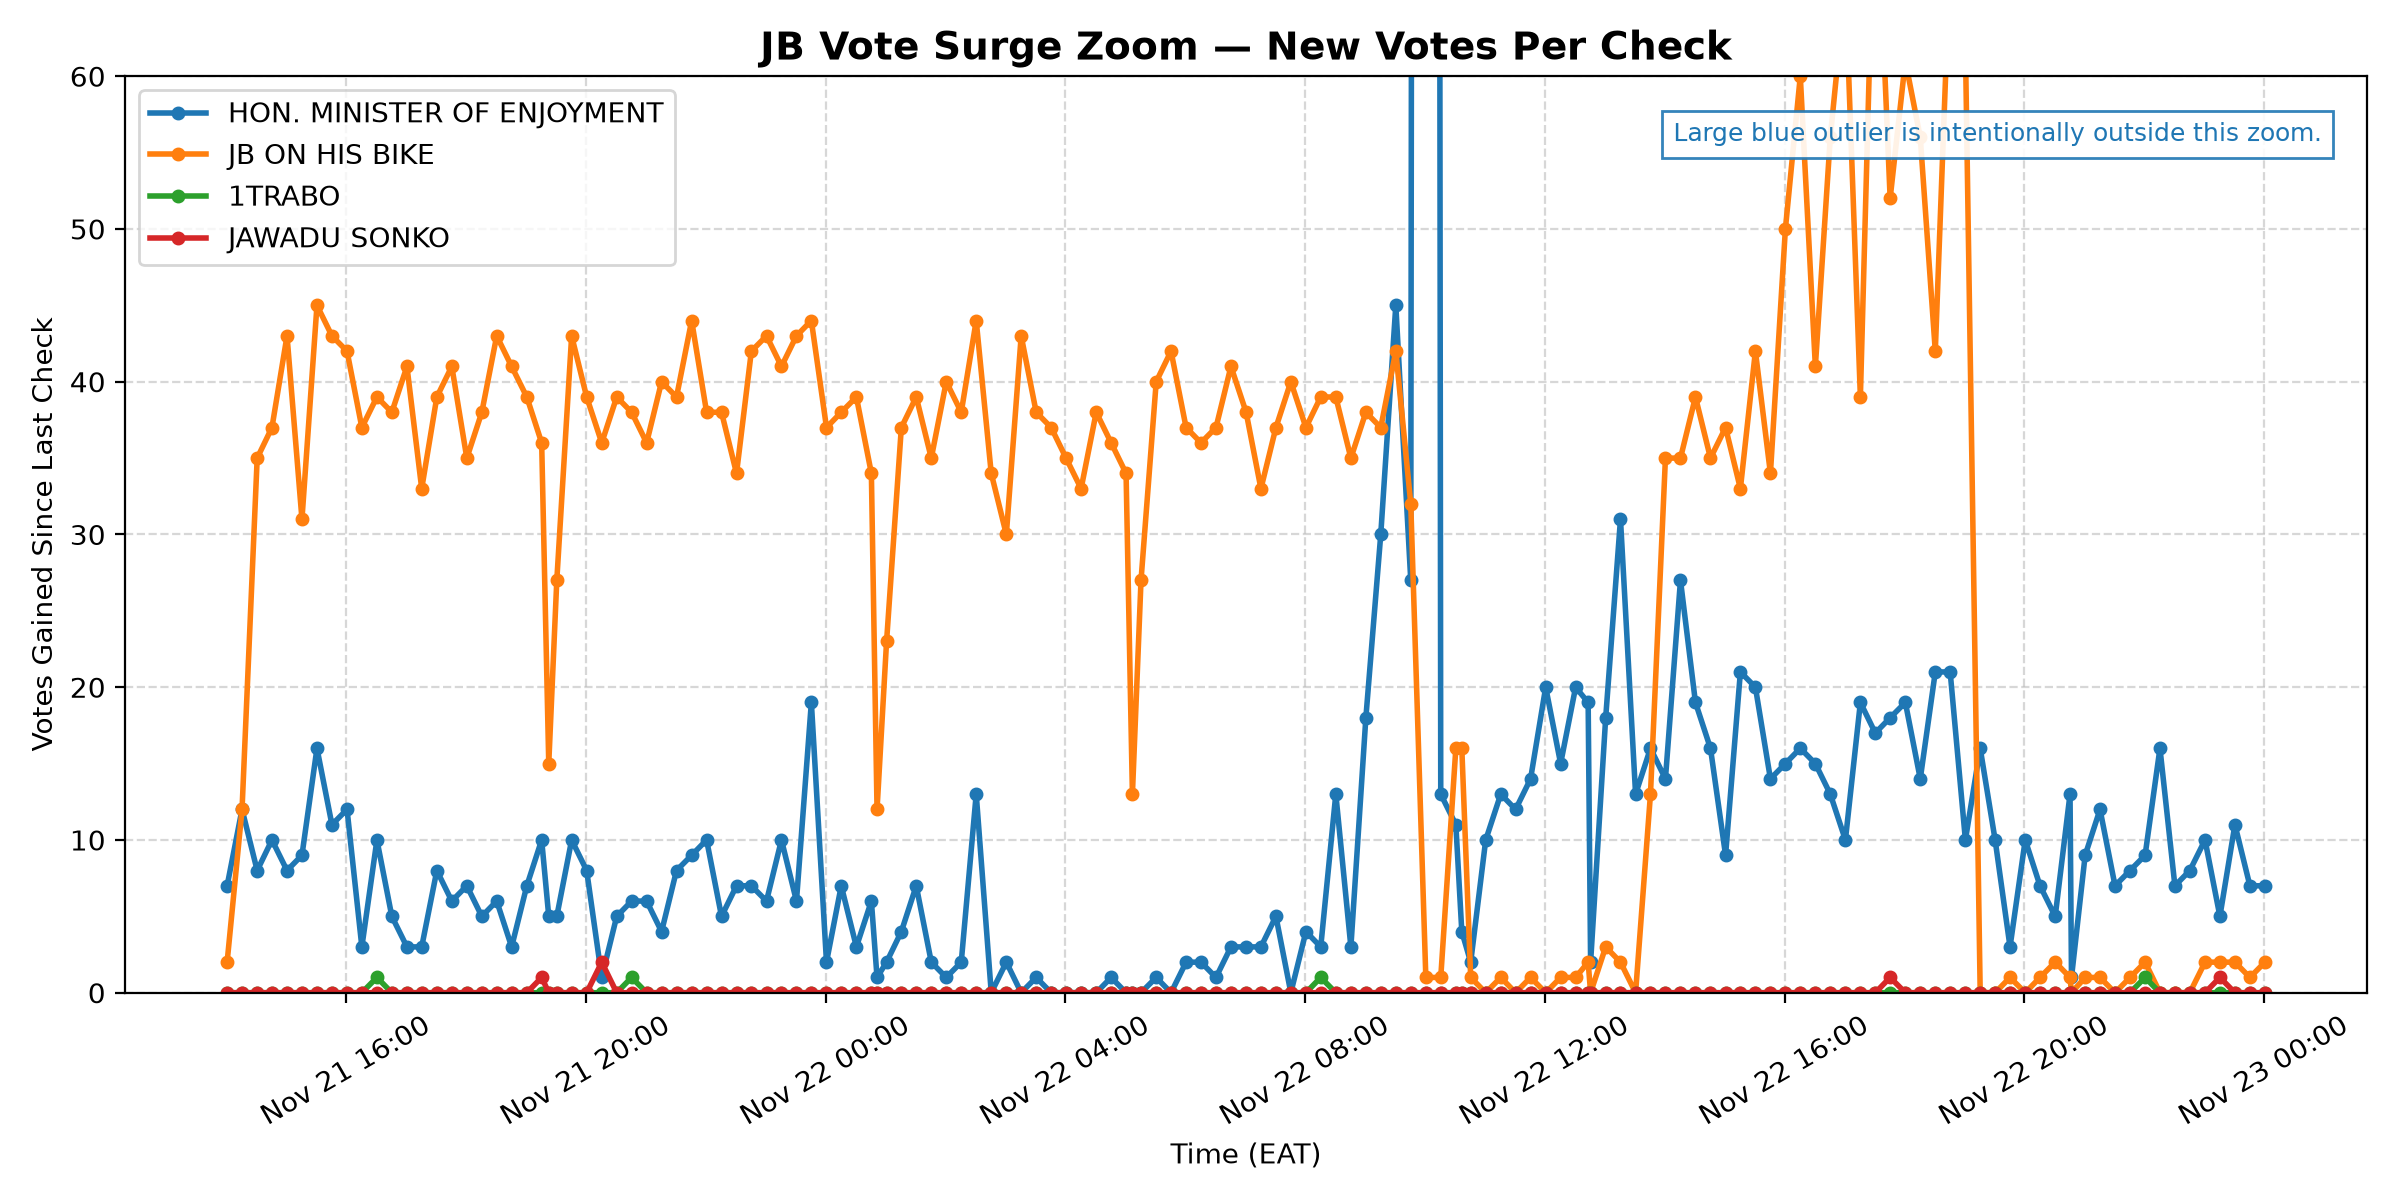 JB Vote Surge Zoom — New Votes Per Check
60
50
40
30
20
10
0
Votes Gained Since Last Check
HON. MINISTER OF ENJOYMENT
JB ON HIS BIKE
1TRABO
JAWADU SONKO
Large blue outlier is intentionally outside this zoom.
Nov 21 16:00
Nov 21 20:00
Nov 22 00:00
Nov 22 04:00
Nov 22 08:00
Nov 22 12:00
Nov 22 16:00
Nov 22 20:00
Nov 23 00:00
Time (EAT)